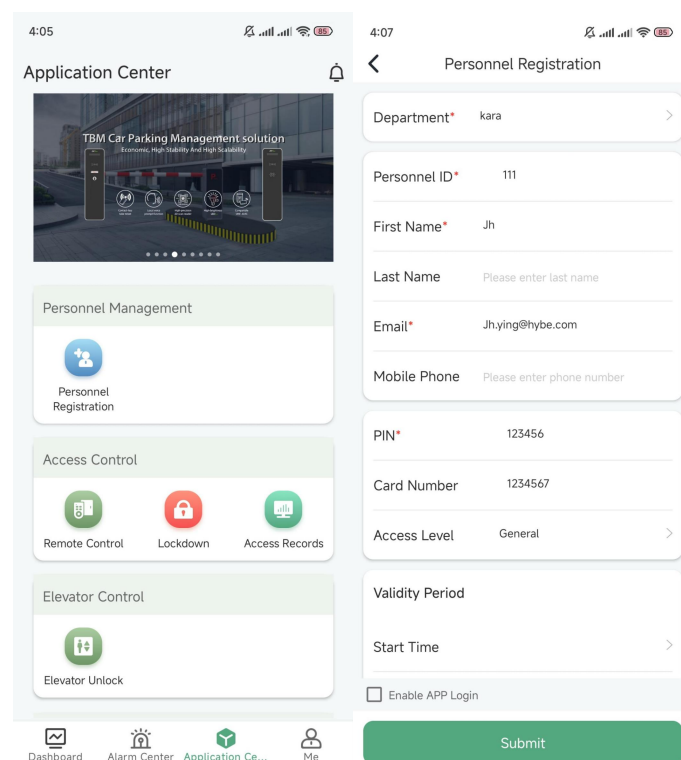 4:05
85
Application Center
TBM Car Parking Management solution
Economic, High Stability And High Scalability
Personnel Management
Personnel
Registration
Access Control
Remote Control
Lockdown
Access Records
Elevator Control
Elevator Unlock
Dashboard
Alarm Center
Application Ce...
Me
4:07
85
Personnel Registration
Department* kara
Personnel ID* 111
First Name* Jh
Last Name Please enter last name
Email* Jh.ying@hybe.com
Mobile Phone Please enter phone number
PIN* 123456
Card Number 1234567
Access Level General
Validity Period
Start Time
Enable APP Login
Submit